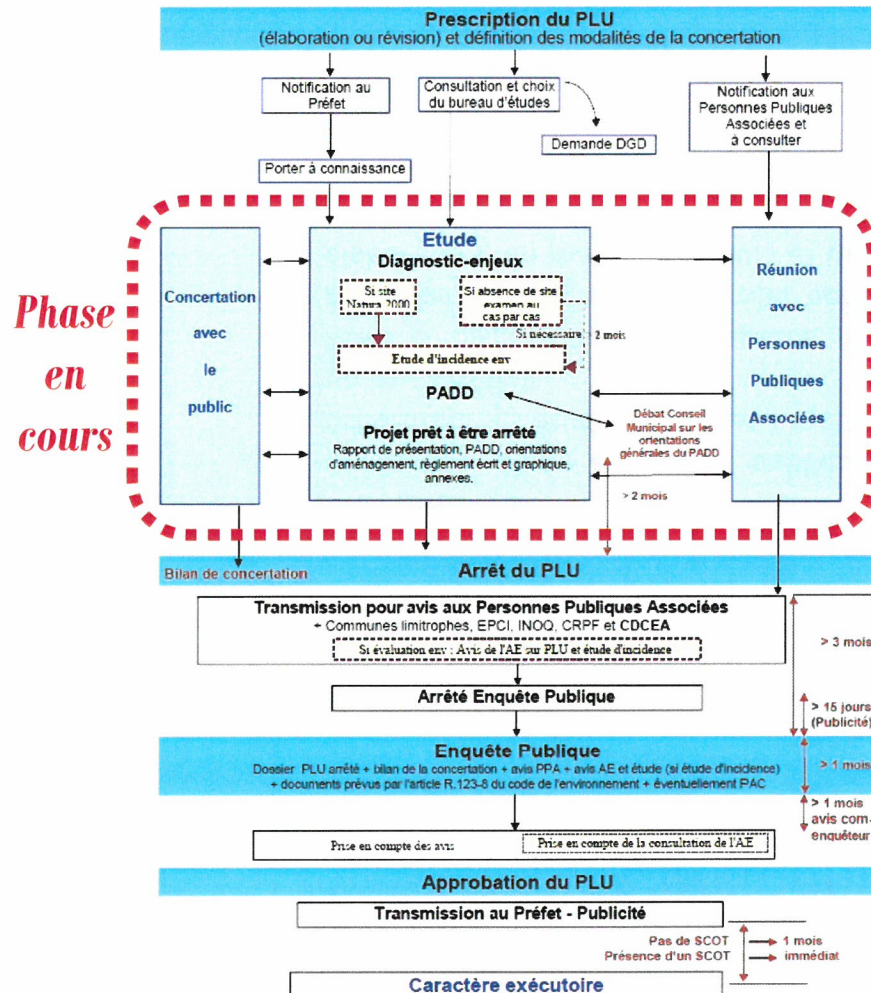 Prescription du PLU
(élaboration ou révision) et définition des modalités de la concertation
Notification au
Préfet
Consultation et choix
du bureau d'études
Notification aux
Personnes Publiques
Associées et
à consulter
Demande DGD
Porter à connaissance
Phase
en
cours
Concertation
avec
le
public
Etude
Diagnostic-enjeux
Si site
Natura 2000
Si absence de site
examen au
cas par cas
Si nécessaire > 2 mois
Etude d'incidence env
PADD
Projet prêt à être arrêté
Rapport de présentation, PADD, orientations
d'aménagement, règlement écrit et graphique,
annexes.
Débat Conseil
Municipal sur les
orientations
générales du PADD
> 2 mois
Réunion
avec
Personnes
Publiques
Associées
Bilan de concertation
Arrêt du PLU
Transmission pour avis aux Personnes Publiques Associées
+ Communes limitrophes, EPCI, INOQ, CRPF et CDCEA
Si évaluation env : Avis de l'AE sur PLU et étude d'incidence
> 3 mois
Arrêté Enquête Publique
> 15 jours
(Publicité)
Enquête Publique
Dossier PLU arrêté + bilan de la concertation + avis PPA + avis AE et étude (si étude d'incidence)
+ documents prévus par l'article R.123-8 du code de l'environnement + éventuellement PAC
> 1 mois
> 1 mois
avis com-
enquêteur
Prise en compte des avis
Prise en compte de la consultation de l'AE
Approbation du PLU
Transmission au Préfet - Publicité
Pas de SCOT → 1 mois
Présence d'un SCOT → immédiat
Caractère exécutoire